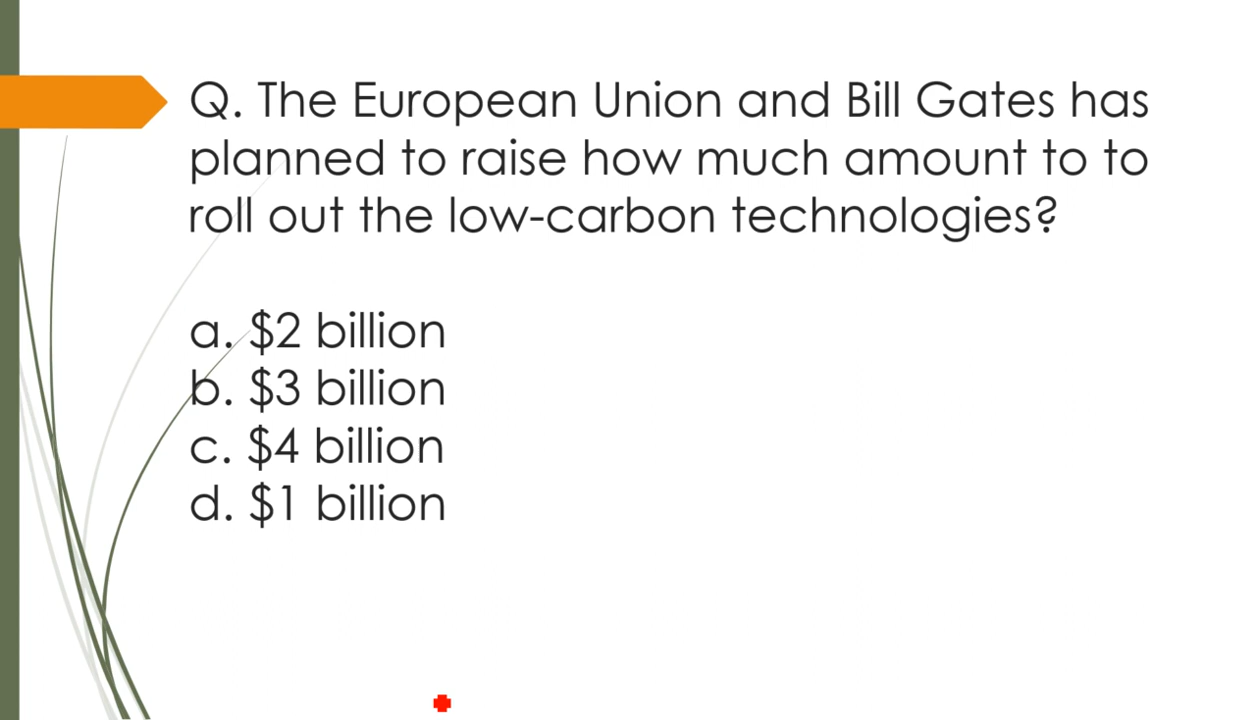 Q. The European Union and Bill Gates has
planned to raise how much amount to to
roll out the low-carbon technologies?
a. $2 billion
b. $3 billion
c. $4 billion
d. $1 billion